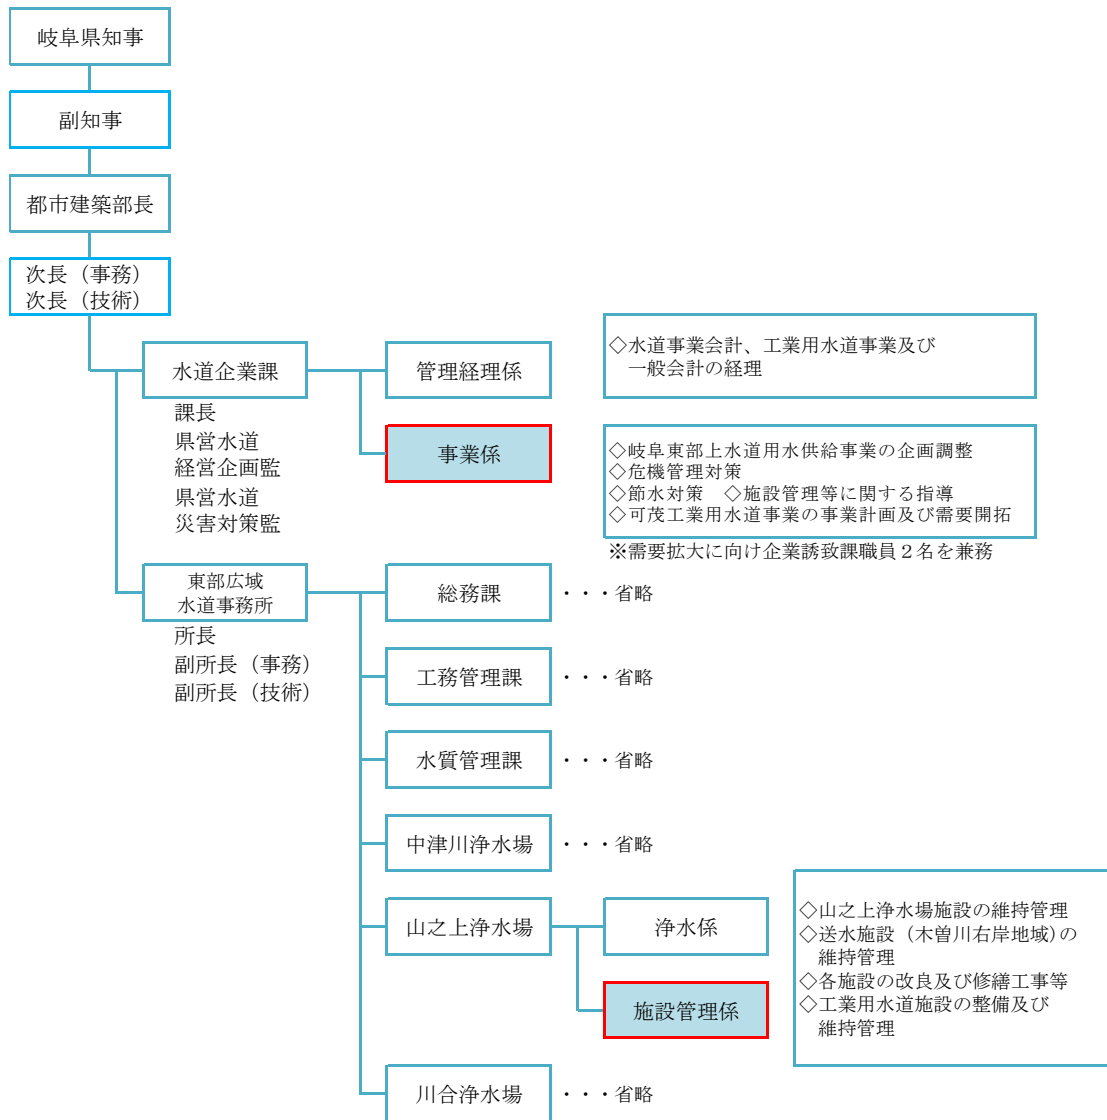 岐阜県知事
副知事
都市建築部長
次長（事務）
次長（技術）
水道企業課
課長
県営水道
経営企画監
県営水道
災害対策監
管理経理係
◇水道事業会計、工業用水道事業及び
一般会計の経理
事業係
◇岐阜東部上水道用水供給事業の企画調整
◇危機管理対策
◇節水対策　◇施設管理等に関する指導
◇可茂工業用水道事業の事業計画及び需要開拓
※需要拡大に向け企業誘致課職員２名を兼務
東部広域
水道事務所
所長
副所長（事務）
副所長（技術）
総務課
・・・省略
工務管理課
・・・省略
水質管理課
・・・省略
中津川浄水場
・・・省略
山之上浄水場
浄水係
施設管理係
◇山之上浄水場施設の維持管理
◇送水施設（木曽川右岸地域）の
維持管理
◇各施設の改良及び修繕工事等
◇工業用水道施設の整備及び
維持管理
川合浄水場
・・・省略